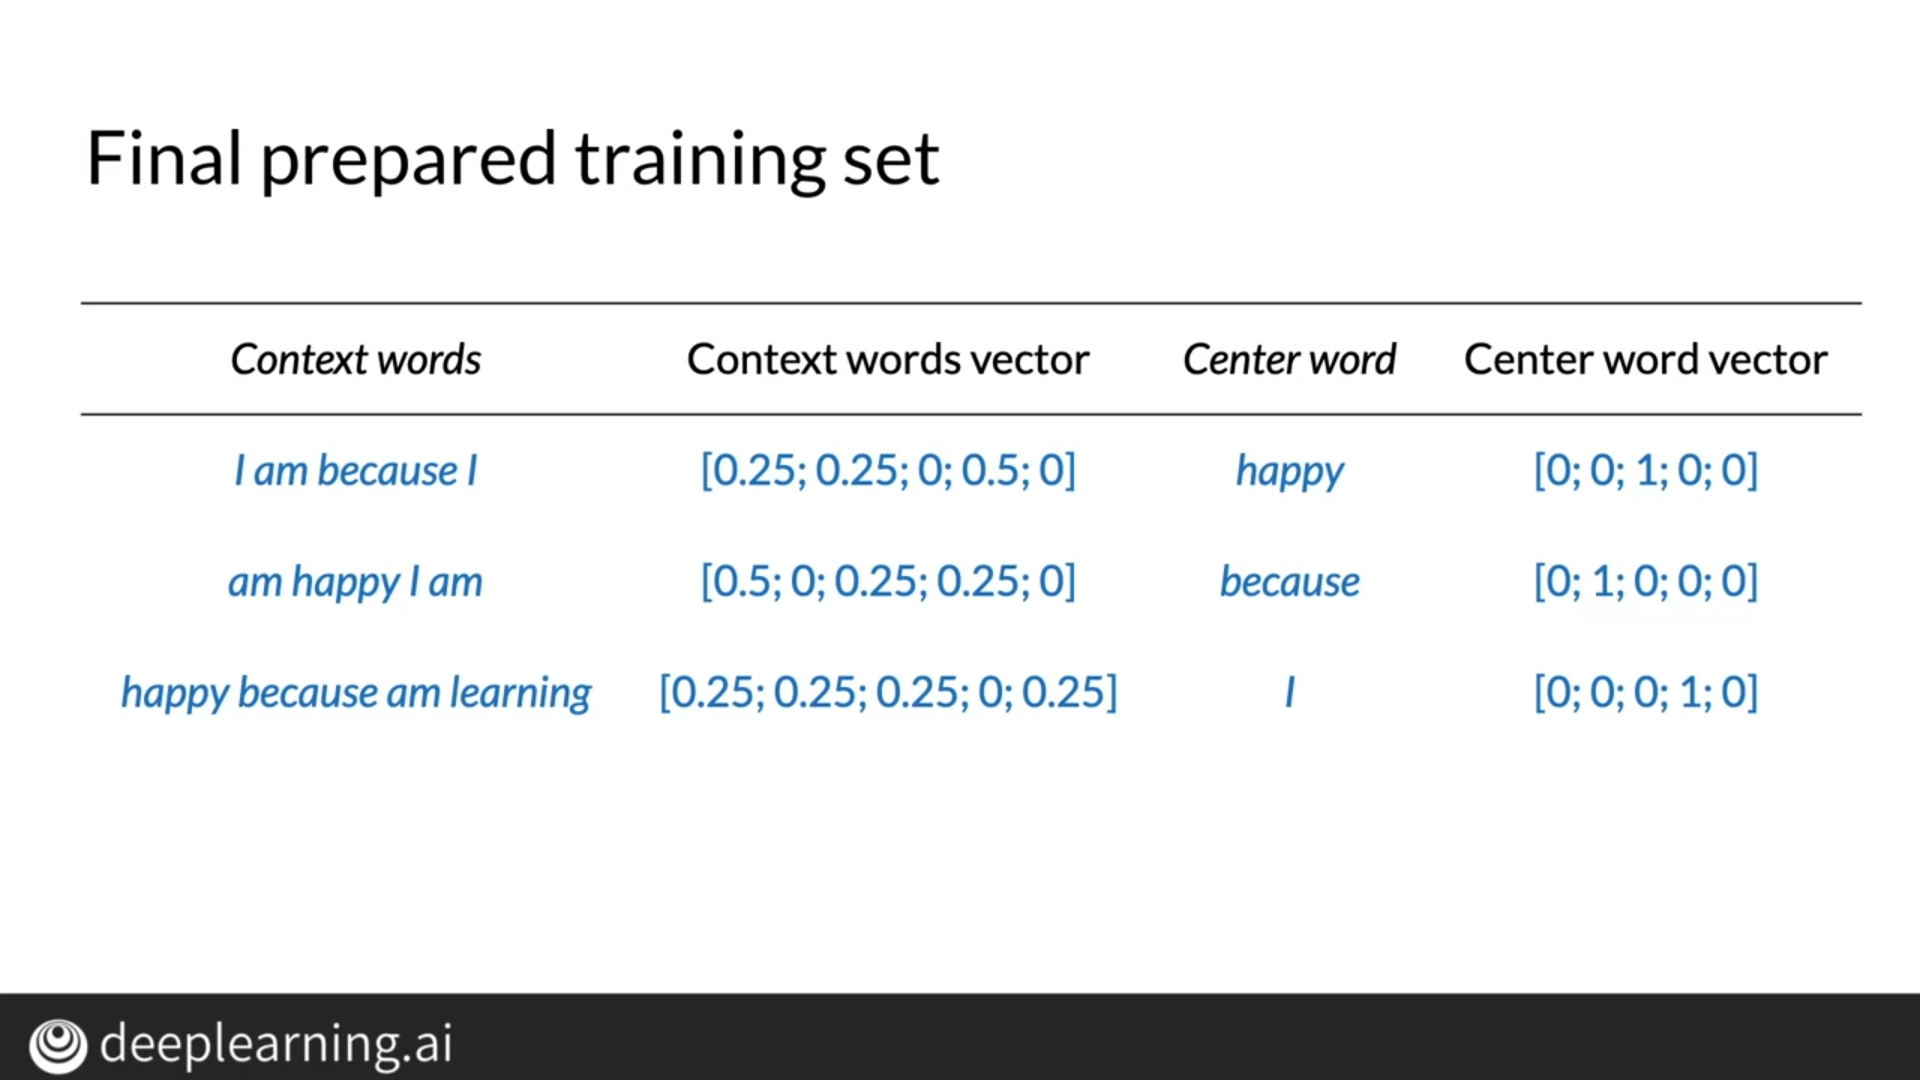 Final prepared training set
Context words Context words vector Center word Center word vector
I am because I [0.25; 0.25; 0; 0.5; 0] happy [0; 0; 1; 0; 0]
am happy I am [0.5; 0; 0.25; 0.25; 0] because [0; 1; 0; 0; 0]
happy because am learning [0.25; 0.25; 0.25; 0; 0.25] I [0; 0; 0; 1; 0]
deeplearning.ai